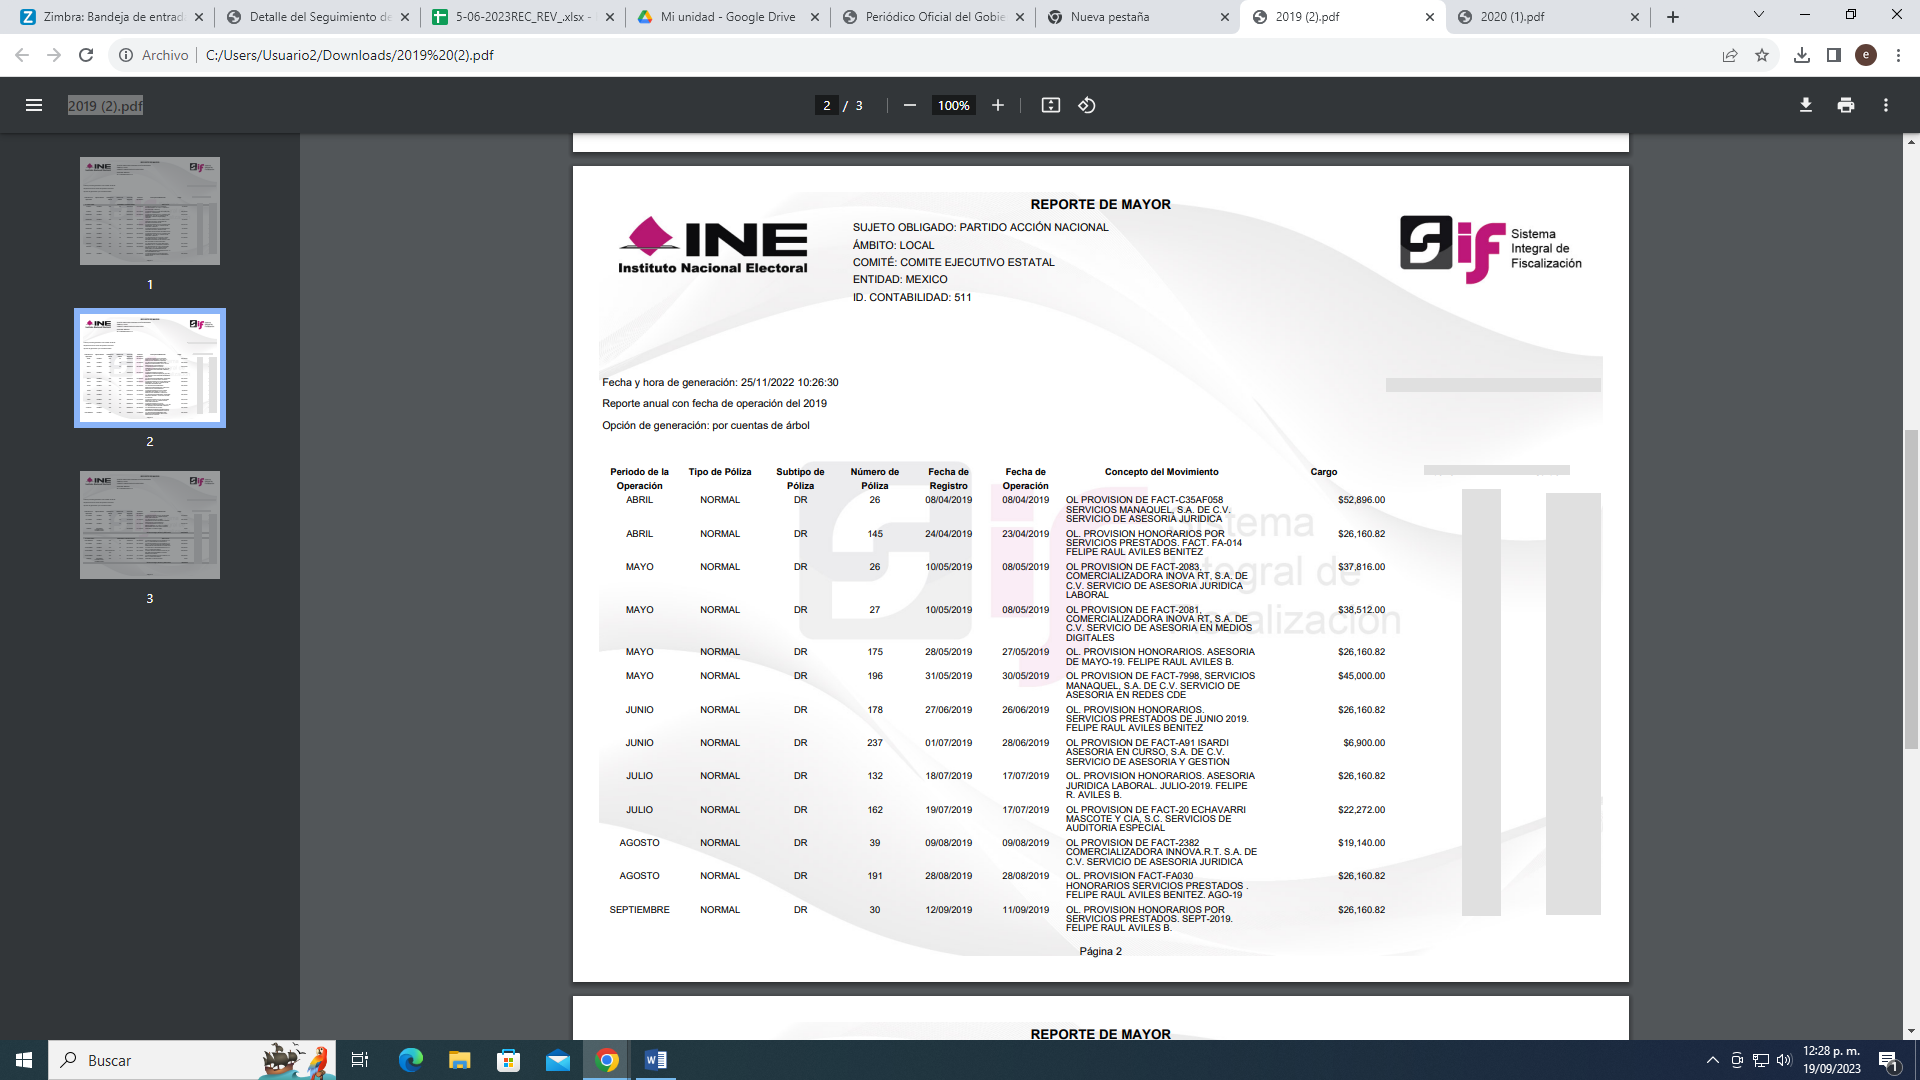 Zimbra: Bandeja de entrad
Detalle del Seguimiento de
5-06-2023REC_REV_.xlsx -
Mi unidad - Google Drive
Periódico Oficial del Gobie
Nueva pestaña
2019 (2).pdf
2020 (1).pdf
Archivo
C:/Users/Usuario2/Downloads/2019%20(2).pdf
e
2019 (2).pdf
2 / 3
100%
1
2
3
REPORTE DE MAYOR
INE
Instituto Nacional Electoral
SUJETO OBLIGADO: PARTIDO ACCIÓN NACIONAL
ÁMBITO: LOCAL
COMITÉ: COMITE EJECUTIVO ESTATAL
ENTIDAD: MEXICO
ID. CONTABILIDAD: 511
Sif
Sistema
Integral de
Fiscalización
Fecha y hora de generación: 25/11/2022 10:26:30
Reporte anual con fecha de operación del 2019
Opción de generación: por cuentas de árbol
Periodo de la Operación Tipo de Póliza Subtipo de Póliza Número de Póliza Fecha de Registro Fecha de Operación Concepto del Movimiento Cargo
ABRIL NORMAL DR 26 08/04/2019 08/04/2019 OL PROVISION DE FACT-C35AF058 $52,896.00
SERVICIOS MANAQUEL, S.A. DE C.V.
SERVICIO DE ASESORIA JURIDICA
ABRIL NORMAL DR 145 24/04/2019 23/04/2019 OL. PROVISION HONORARIOS POR $26,160.82
SERVICIOS PRESTADOS. FACT. FA-014
FELIPE RAUL AVILES BENITEZ
MAYO NORMAL DR 26 10/05/2019 08/05/2019 OL PROVISION DE FACT-2083, $37,816.00
COMERCIALIZADORA INOVA RT, S.A. DE
C.V. SERVICIO DE ASESORIA JURIDICA
LABORAL
MAYO NORMAL DR 27 10/05/2019 08/05/2019 OL PROVISION DE FACT-2081, $38,512.00
COMERCIALIZADORA INOVA RT, S.A. DE
C.V. SERVICIO DE ASESORIA EN MEDIOS
DIGITALES
MAYO NORMAL DR 175 28/05/2019 27/05/2019 OL. PROVISION HONORARIOS. ASESORIA $26,160.82
DE MAYO-19. FELIPE RAUL AVILES B.
MAYO NORMAL DR 196 31/05/2019 30/05/2019 OL PROVISION DE FACT-7998, SERVICIOS $45,000.00
MANAQUEL, S.A. DE C.V. SERVICIO DE
ASESORIA EN REDES CDE
JUNIO NORMAL DR 178 27/06/2019 26/06/2019 OL. PROVISION HONORARIOS. $26,160.82
SERVICIOS PRESTADOS DE JUNIO 2019.
FELIPE RAUL AVILES BENITEZ
JUNIO NORMAL DR 237 01/07/2019 28/06/2019 OL PROVISION DE FACT-A91 ISARDI $6,900.00
ASESORIA EN CURSO, S.A. DE C.V.
SERVICIO DE ASESORIA Y GESTION
JULIO NORMAL DR 132 18/07/2019 17/07/2019 OL. PROVISION HONORARIOS. ASESORIA $26,160.82
JURIDICA LABORAL. JULIO-2019. FELIPE
R. AVILES B.
JULIO NORMAL DR 162 19/07/2019 17/07/2019 OL PROVISION DE FACT-20 ECHAVARRI $22,272.00
MASCOTE Y CIA, S.C. SERVICIOS DE
AUDITORIA ESPECIAL
AGOSTO NORMAL DR 39 09/08/2019 09/08/2019 OL PROVISION DE FACT-2382 $19,140.00
COMERCIALIZADORA INNOVA.R.T. S.A. DE
C.V. SERVICIO DE ASESORIA JURIDICA
AGOSTO NORMAL DR 191 28/08/2019 28/08/2019 OL. PROVISION FACT-FA030 $26,160.82
HONORARIOS SERVICIOS PRESTADOS .
FELIPE RAUL AVILES BENITEZ. AGO-19
SEPTIEMBRE NORMAL DR 30 12/09/2019 11/09/2019 OL. PROVISION HONORARIOS POR $26,160.82
SERVICIOS PRESTADOS. SEPT-2019.
FELIPE RAUL AVILES B.
Página 2
REPORTE DE MAYOR
Buscar
12:28 p. m.
19/09/2023
1